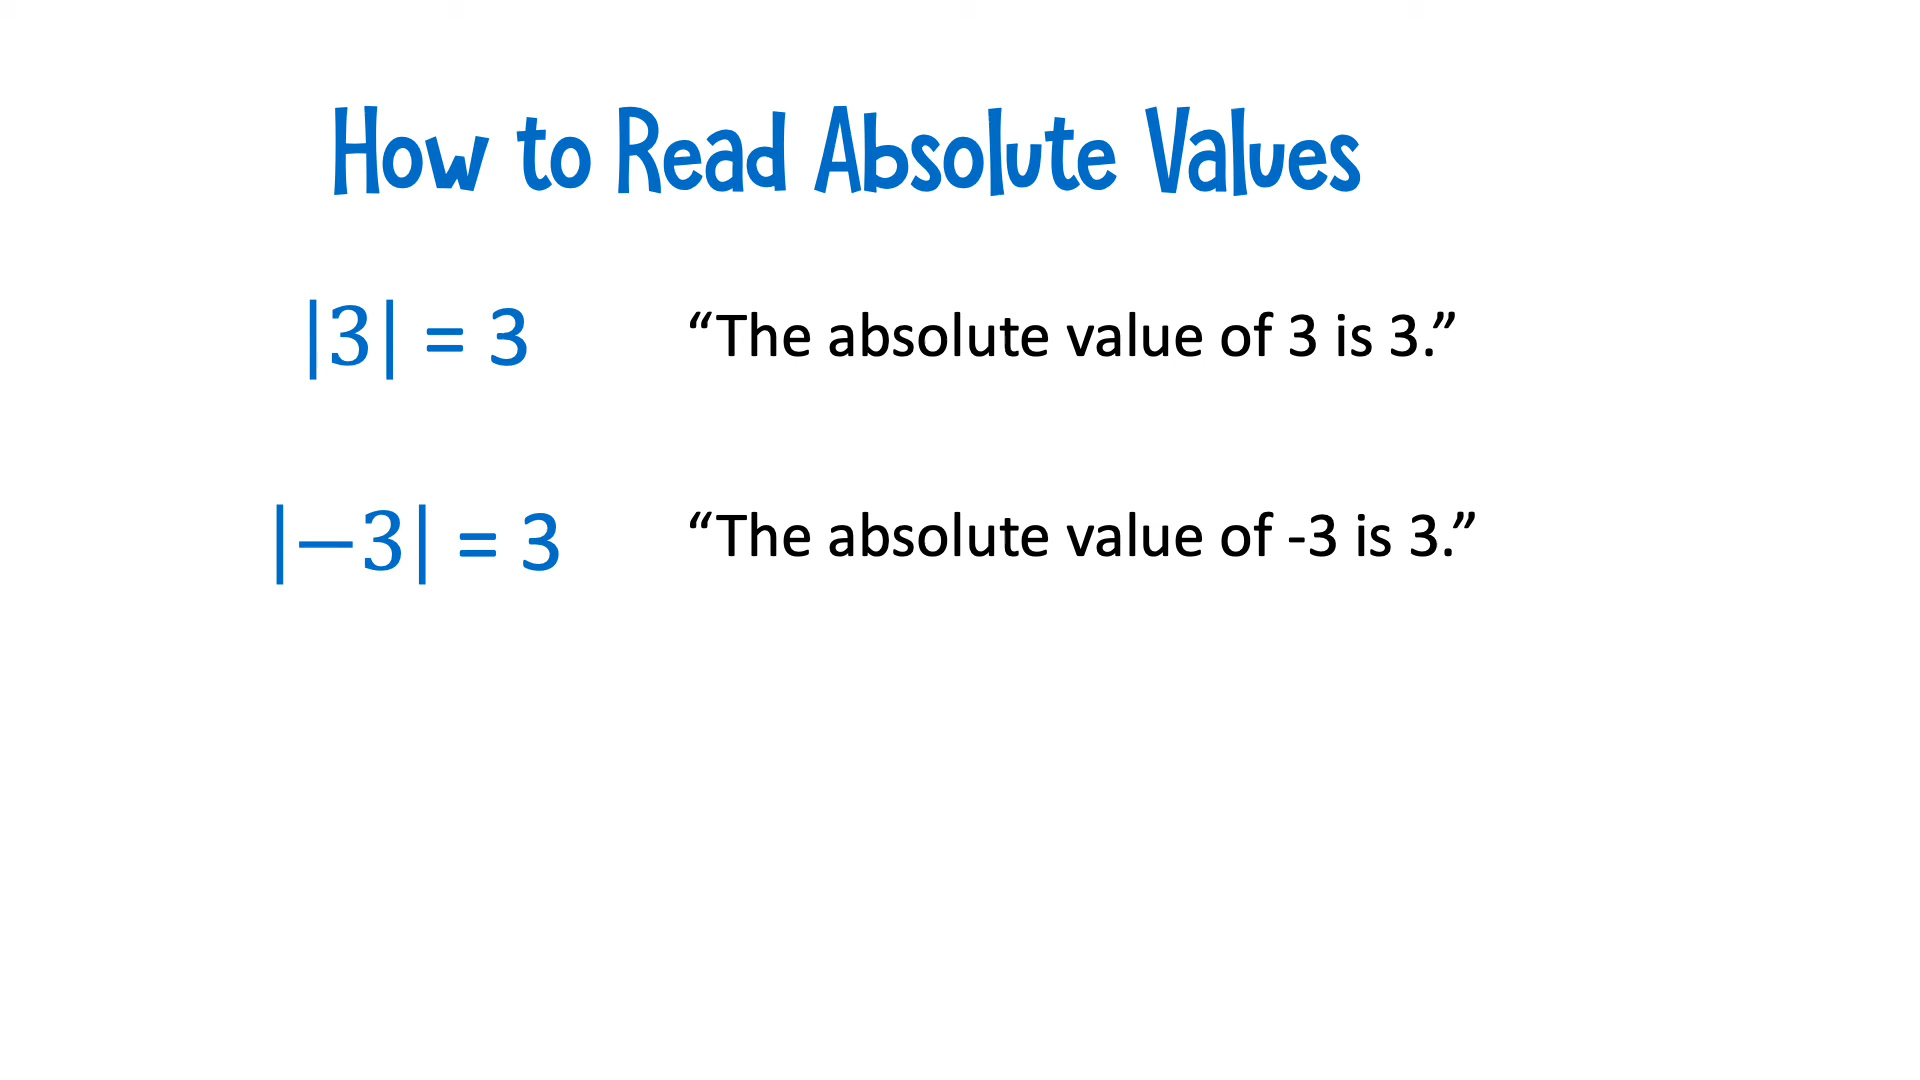 How to Read Absolute Values
|3| = 3 “The absolute value of 3 is 3.”
|−3| = 3 “The absolute value of -3 is 3.”